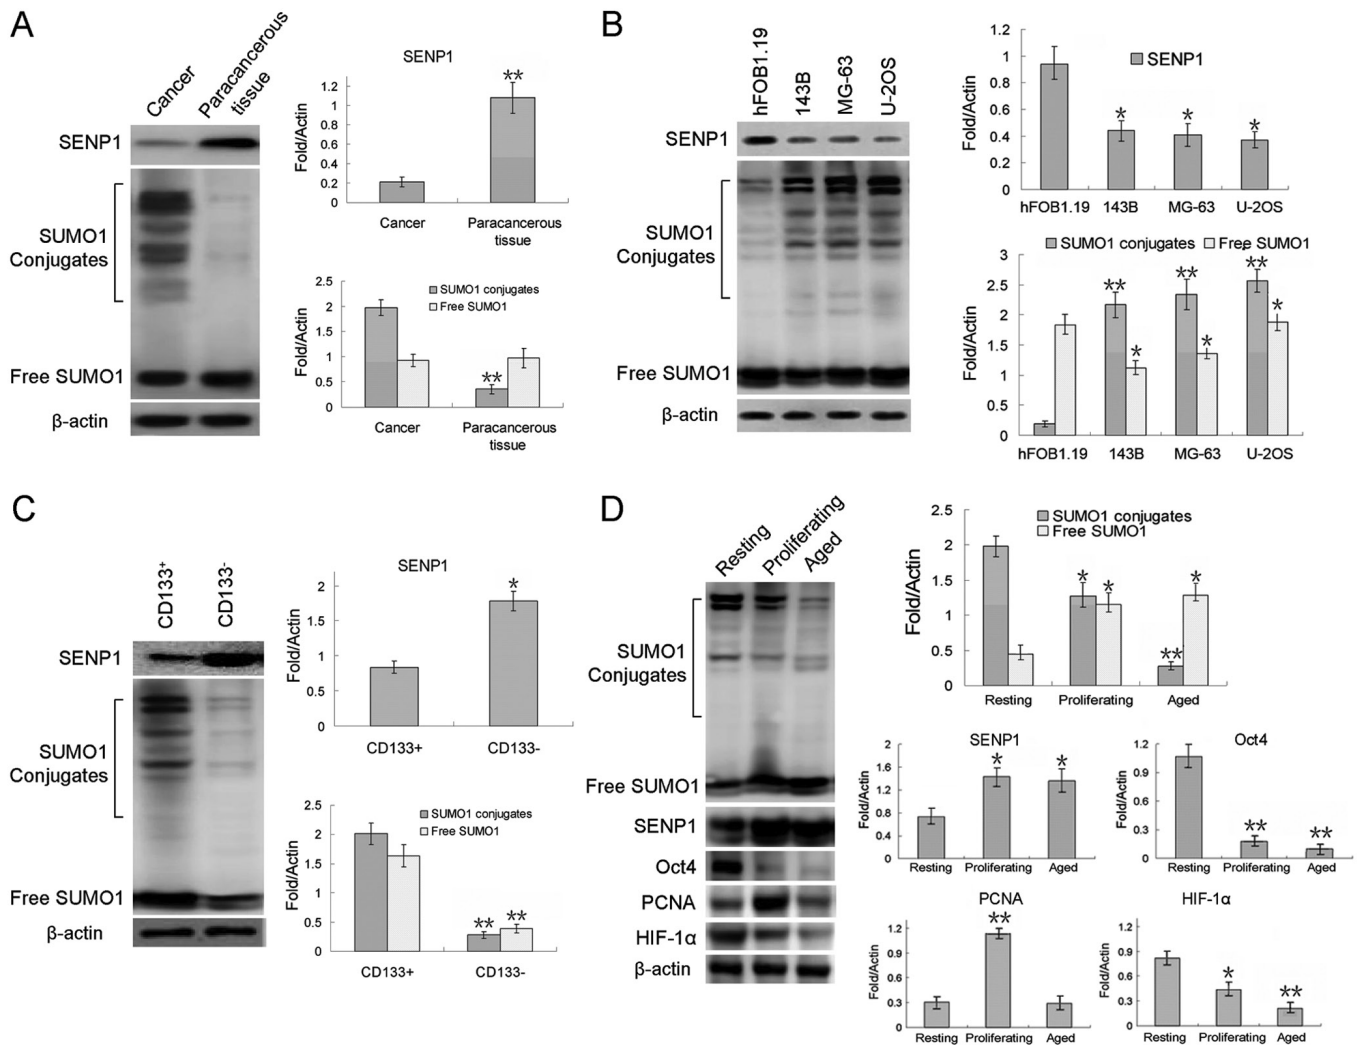 A
Cancer
Paracancerous
tissue
SENP1
SUMO1
Conjugates
Free SUMO1
β-actin
SENP1
Fold/Actin
1.2
1
0.8
0.6
0.4
0.2
0
**
Cancer
Paracancerous
tissue
Fold/Actin
2.5
2
1.5
1
0.5
0
SUMO1 conjugates
Free SUMO1
**
Cancer
Paracancerous
tissue
B
hFOB1.19
143B
MG-63
U-2OS
SENP1
SUMO1
Conjugates
Free SUMO1
β-actin
Fold/Actin
1.2
1
0.8
0.6
0.4
0.2
0
SENP1
* * *
hFOB1.19 143B MG-63 U-2OS
SUMO1 conjugates Free SUMO1
Fold/Actin
3
2.5
2
1.5
1
0.5
0
** ** **
* * *
hFOB1.19 143B MG-63 U-2OS
C
CD133+
CD133-
SENP1
SUMO1
Conjugates
Free SUMO1
β-actin
SENP1
Fold/Actin
2
1.5
1
0.5
0
*
CD133+ CD133-
Fold/Actin
2.5
2
1.5
1
0.5
0
SUMO1 conjugates
Free SUMO1
** **
CD133+ CD133-
D
Resting
Proliferating
Aged
SUMO1
Conjugates
Free SUMO1
SENP1
Oct4
PCNA
HIF-1α
β-actin
Fold/Actin
2.5
2
1.5
1
0.5
0
SUMO1 conjugates
Free SUMO1
* * ** *
Resting Proliferating Aged
SENP1
Fold/Actin
2
1.6
1.2
0.8
0.4
0
* *
Resting Proliferating Aged
Oct4
Fold/Actin
1.2
0.9
0.6
0.3
0
** **
Resting Proliferating Aged
PCNA
Fold/Actin
1.2
0.9
0.6
0.3
0
**
Resting Proliferating Aged
HIF-1α
Fold/Actin
1.2
0.9
0.6
0.3
0
* **
Resting Proliferating Aged